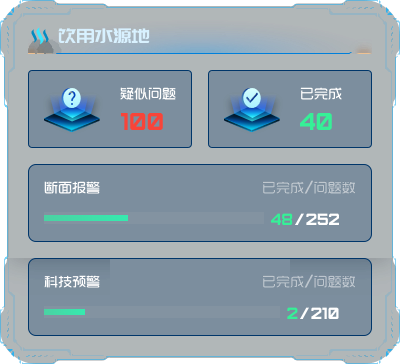 饮用水源地
疑似问题
100
已完成
40
断面报警 已完成/问题数
48/252
科技预警 已完成/问题数
2/210